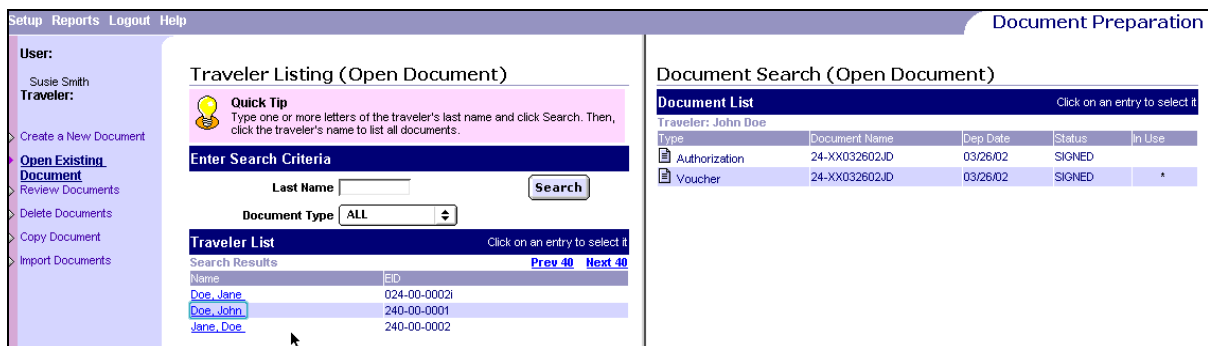 Setup Reports Logout Help
Document Preparation
User:
Susie Smith
Traveler:
Create a New Document
Open Existing
Document
Review Documents
Delete Documents
Copy Document
Import Documents
Traveler Listing (Open Document)
Quick Tip
Type one or more letters of the traveler's last name and click Search. Then,
click the traveler's name to list all documents.
Enter Search Criteria
Last Name
Search
Document Type ALL
Traveler List Click on an entry to select it
Search Results Prev 40 Next 40
Name EID
Doe, Jane 024-00-0002i
Doe, John 240-00-0001
Jane, Doe 240-00-0002
Document Search (Open Document)
Document List Click on an entry to select it
Traveler: John Doe
Type Document Name Dep Date Status In Use
Authorization 24-XX032602JD 03/26/02 SIGNED
Voucher 24-XX032602JD 03/26/02 SIGNED *